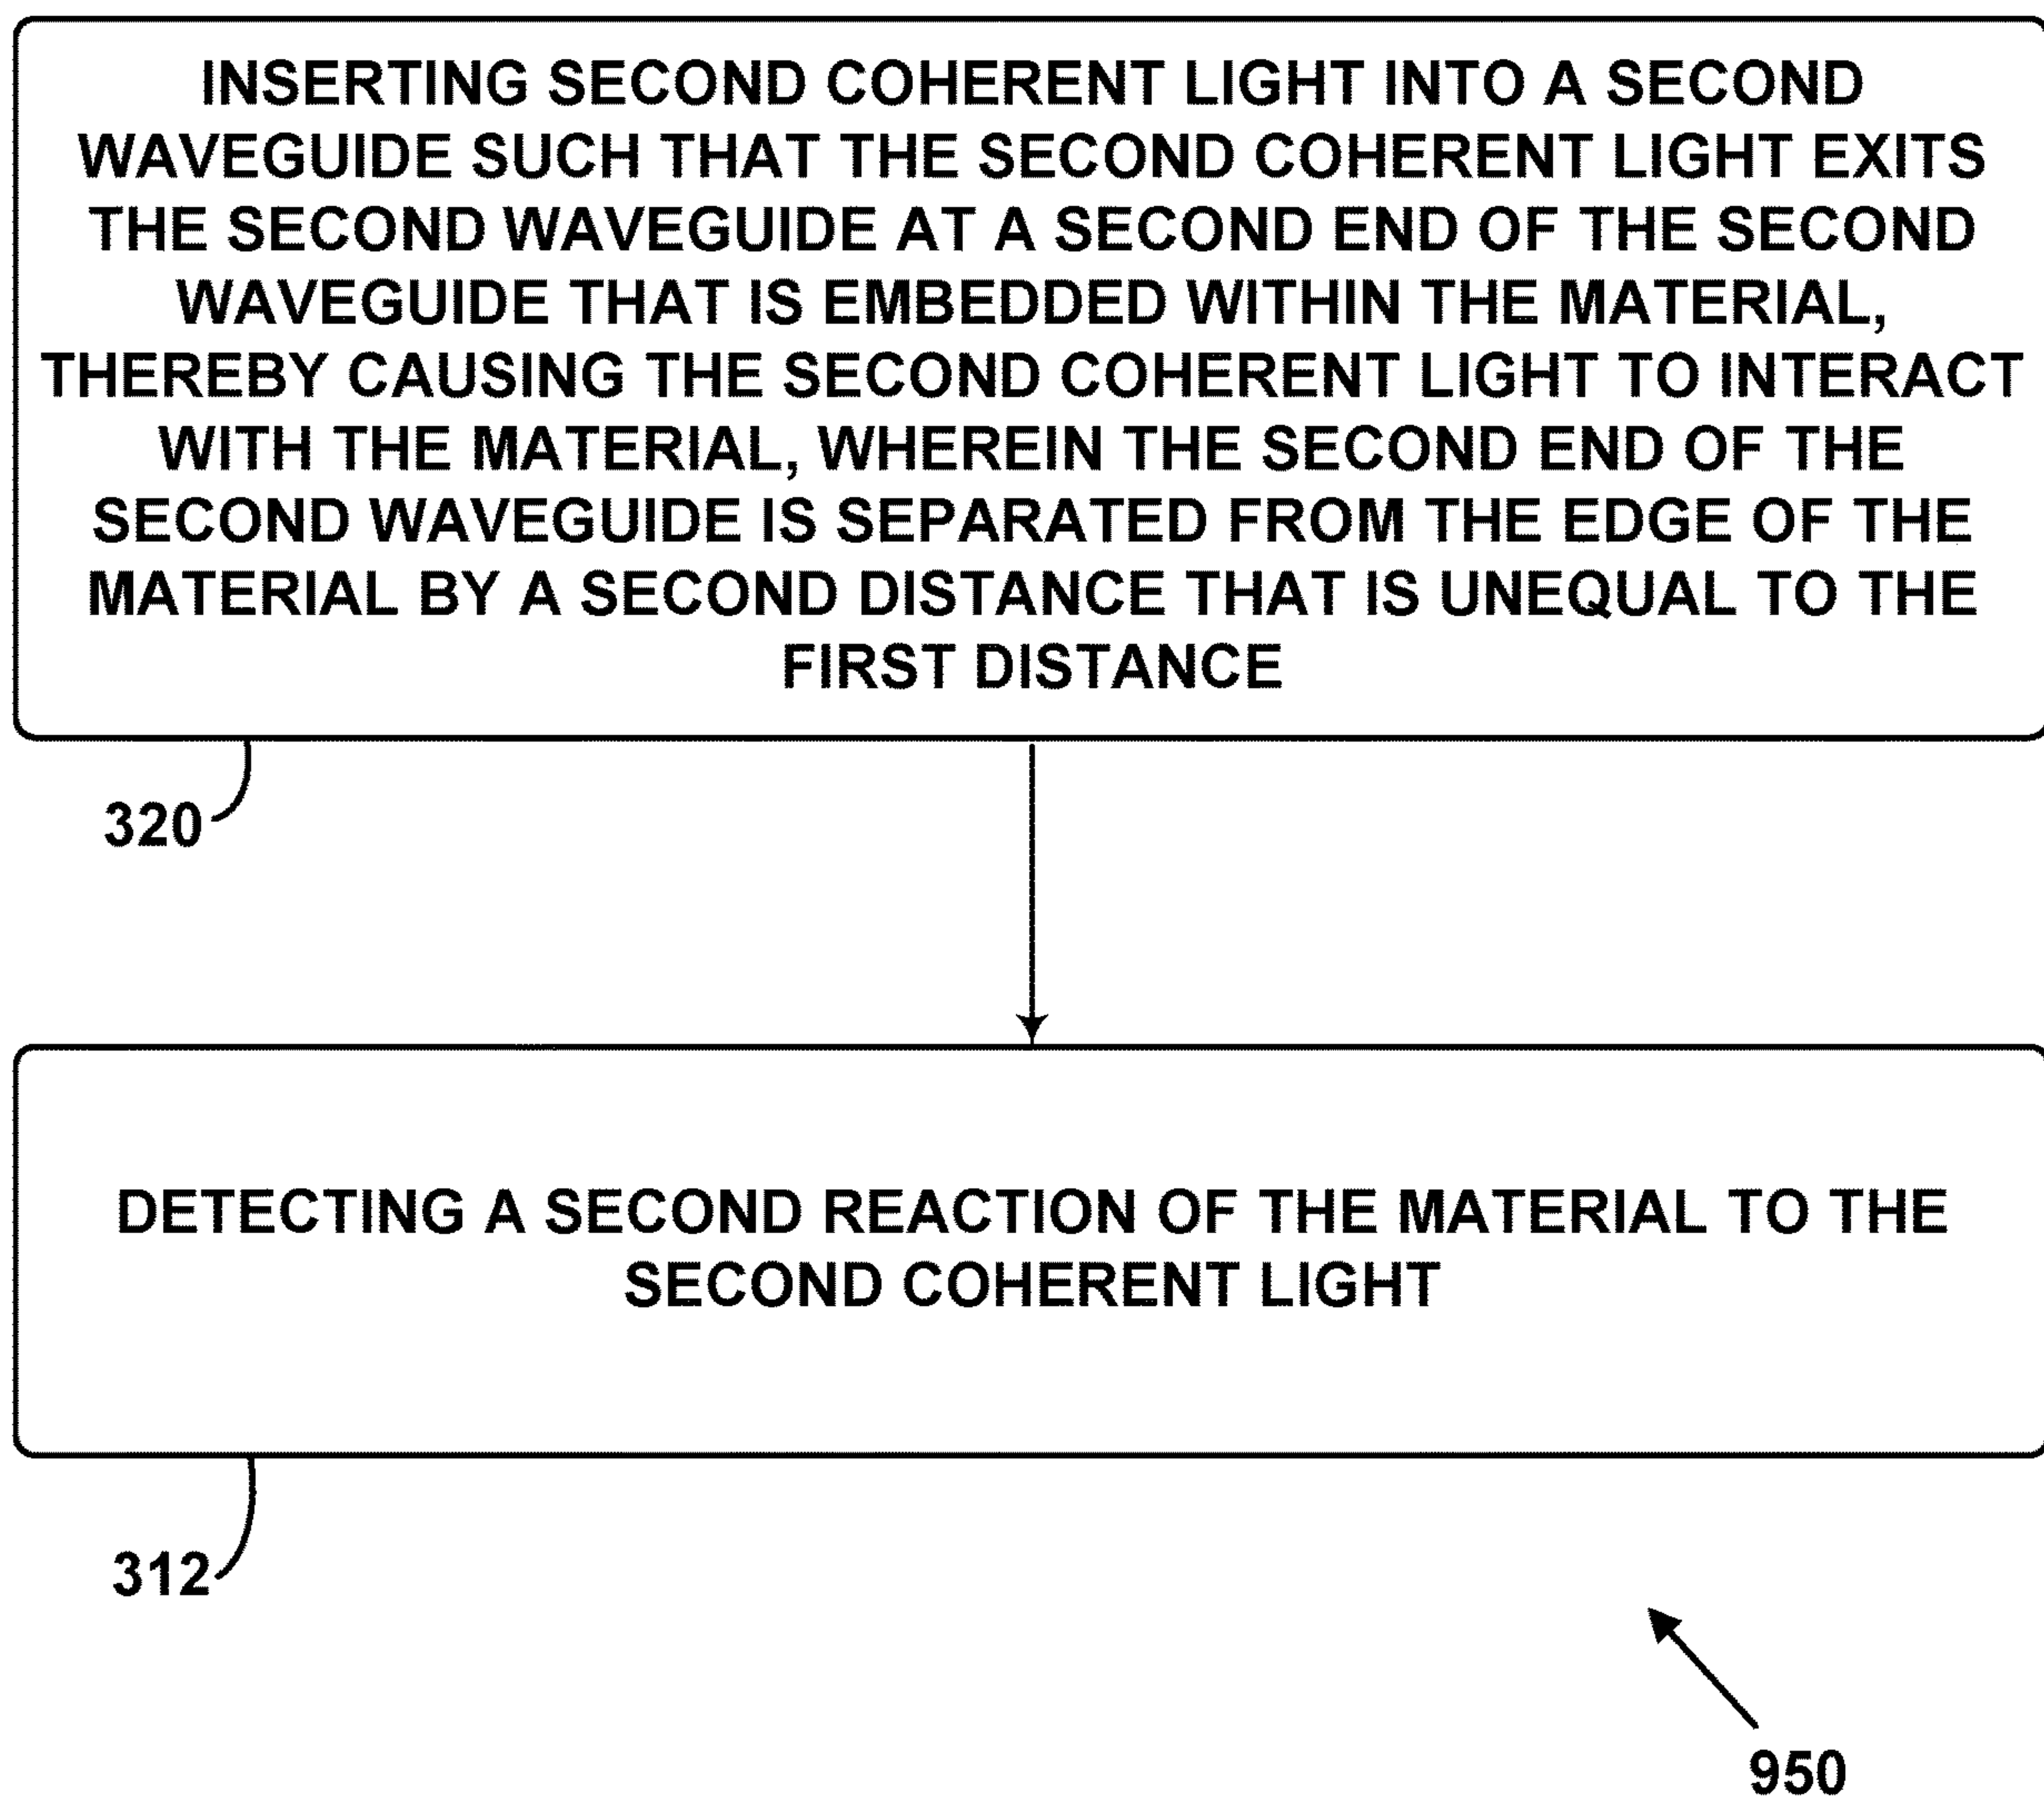 INSERTING SECOND COHERENT LIGHT INTO A SECOND
WAVEGUIDE SUCH THAT THE SECOND COHERENT LIGHT EXITS
THE SECOND WAVEGUIDE AT A SECOND END OF THE SECOND
WAVEGUIDE THAT IS EMBEDDED WITHIN THE MATERIAL,
THEREBY CAUSING THE SECOND COHERENT LIGHT TO INTERACT
WITH THE MATERIAL, WHEREIN THE SECOND END OF THE
SECOND WAVEGUIDE IS SEPARATED FROM THE EDGE OF THE
MATERIAL BY A SECOND DISTANCE THAT IS UNEQUAL TO THE
FIRST DISTANCE
320
DETECTING A SECOND REACTION OF THE MATERIAL TO THE
SECOND COHERENT LIGHT
312
950